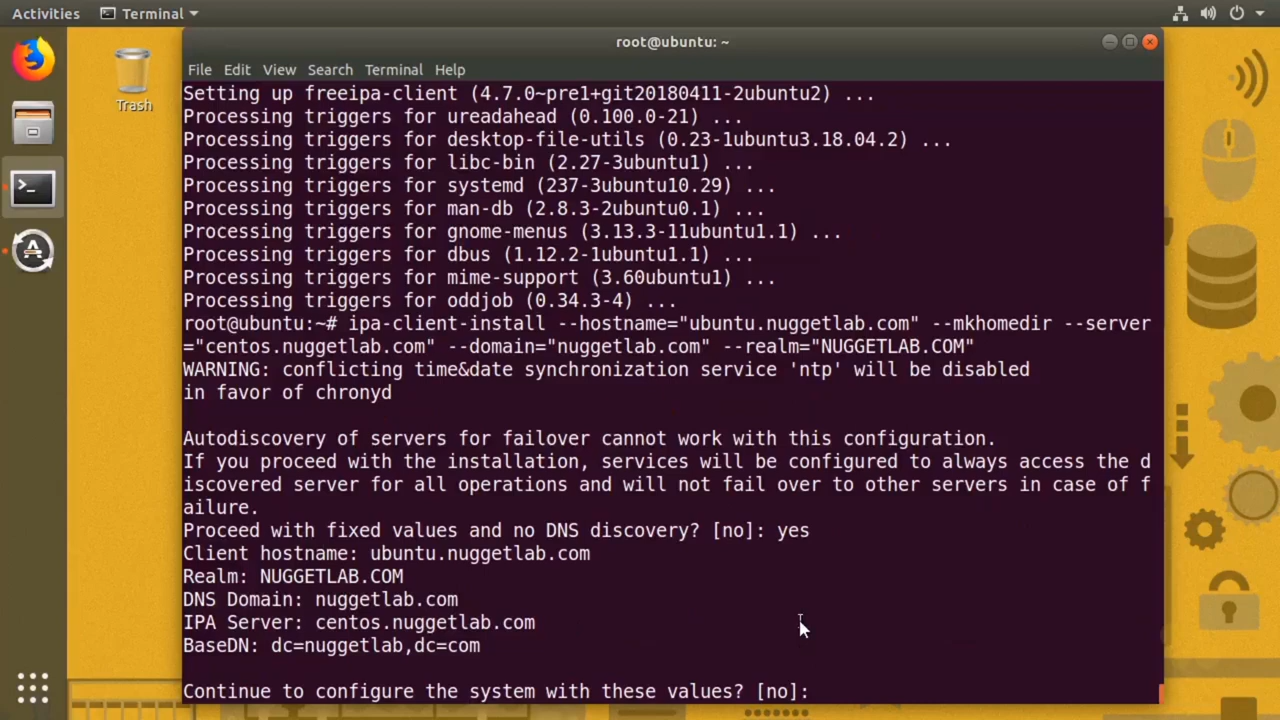 Activities
Terminal
Trash
root@ubuntu: ~
File Edit View Search Terminal Help
Setting up freeipa-client (4.7.0~pre1+git20180411-2ubuntu2) ...
Processing triggers for ureadahead (0.100.0-21) ...
Processing triggers for desktop-file-utils (0.23-1ubuntu3.18.04.2) ...
Processing triggers for libc-bin (2.27-3ubuntu1) ...
Processing triggers for systemd (237-3ubuntu10.29) ...
Processing triggers for man-db (2.8.3-2ubuntu0.1) ...
Processing triggers for gnome-menus (3.13.3-11ubuntu1.1) ...
Processing triggers for dbus (1.12.2-1ubuntu1.1) ...
Processing triggers for mime-support (3.60ubuntu1) ...
Processing triggers for oddjob (0.34.3-4) ...
root@ubuntu:~# ipa-client-install --hostname="ubuntu.nuggetlab.com" --mkhomedir --server
="centos.nuggetlab.com" --domain="nuggetlab.com" --realm="NUGGETLAB.COM"
WARNING: conflicting time&date synchronization service 'ntp' will be disabled
in favor of chronyd
Autodiscovery of servers for failover cannot work with this configuration.
If you proceed with the installation, services will be configured to always access the d
iscovered server for all operations and will not fail over to other servers in case of f
ailure.
Proceed with fixed values and no DNS discovery? [no]: yes
Client hostname: ubuntu.nuggetlab.com
Realm: NUGGETLAB.COM
DNS Domain: nuggetlab.com
IPA Server: centos.nuggetlab.com
BaseDN: dc=nuggetlab,dc=com
Continue to configure the system with these values? [no]: